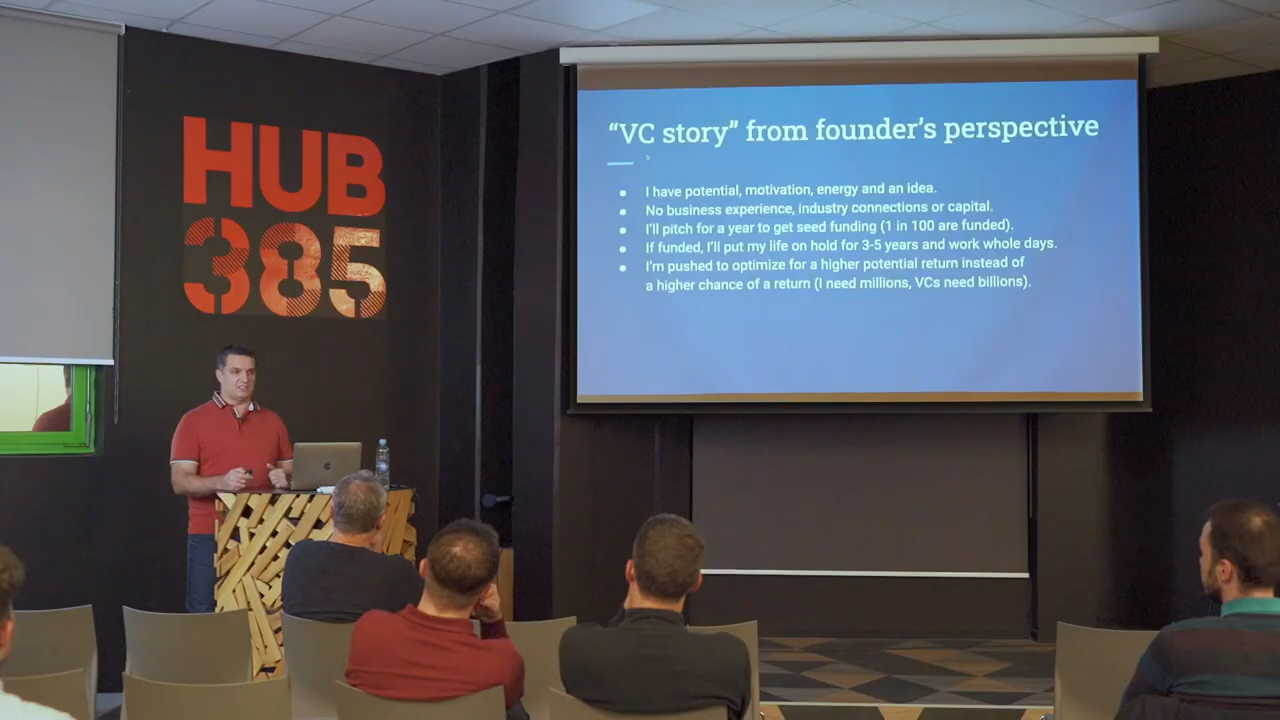 HUB
385
“VC story” from founder’s perspective
● I have potential, motivation, energy and an idea.
● No business experience, industry connections or capital.
● I’ll pitch for a year to get seed funding (1 in 100 are funded).
● If funded, I’ll put my life on hold for 3-5 years and work whole days.
● I’m pushed to optimize for a higher potential return instead of
a higher chance of a return (I need millions, VCs need billions).